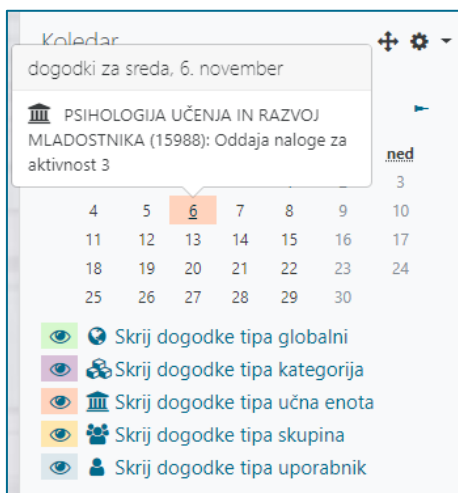 Koledar
dogodki za sreda, 6. november
PSIHOLOGIJA UČENJA IN RAZVOJ
MLADOSTNIKA (15988): Oddaja naloge za
aktivnost 3
ned
3
4 5 6 7 8 9 10
11 12 13 14 15 16 17
18 19 20 21 22 23 24
25 26 27 28 29 30
Skrij dogodke tipa globalni
Skrij dogodke tipa kategorija
Skrij dogodke tipa učna enota
Skrij dogodke tipa skupina
Skrij dogodke tipa uporabnik